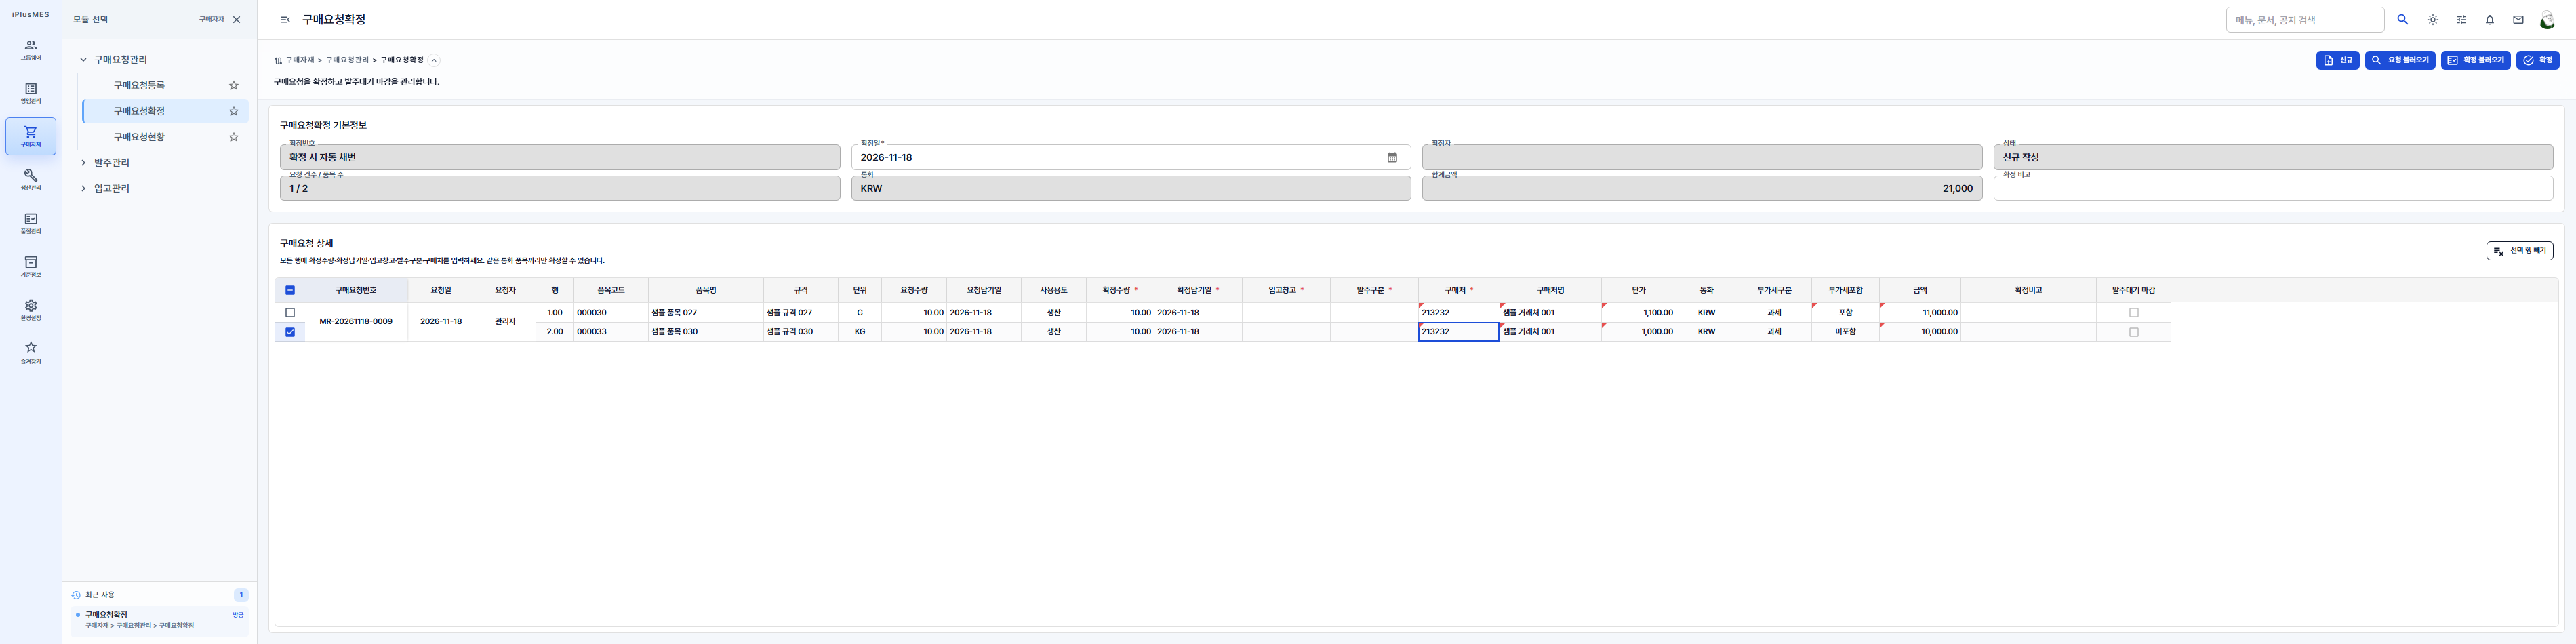 iPlusMES
모듈 선택
구매자재
구매요청확정
메뉴, 문서, 공지 검색
그룹웨어
영업관리
구매자재
생산관리
품질관리
기준정보
환경설정
즐겨찾기
구매요청관리
구매요청등록
구매요청확정
구매요청현황
발주관리
입고관리
최근 사용
1
구매요청확정
방금
구매자재 > 구매요청관리 > 구매요청확정
구매자재 > 구매요청관리 > 구매요청확정
구매요청을 확정하고 발주대기 마감을 관리합니다.
신규
요청 불러오기
확정 불러오기
확정
구매요청확정 기본정보
확정번호
확정 시 자동 채번
확정일*
2026-11-18
확정자
상태
신규 작성
요청 건수 / 품목 수
1 / 2
통화
KRW
합계금액
21,000
확정 비고
구매요청 상세
모든 행에 확정수량·확정납기일·입고창고·발주구분·구매처를 입력하세요. 같은 통화 품목끼리만 확정할 수 있습니다.
선택 행 빼기
구매요청번호 요청일 요청자 행 품목코드 품목명 규격 단위 요청수량 요청납기일 사용용도 확정수량 * 확정납기일 * 입고창고 * 발주구분 * 구매처 * 구매처명 단가 통화 부가세구분 부가세포함 금액 확정비고 발주대기 마감
MR-20261118-0009 2026-11-18 관리자
1.00 000030 샘플 품목 027 샘플 규격 027 G 10.00 2026-11-18 생산 10.00 2026-11-18 213232 샘플 거래처 001 1,100.00 KRW 과세 포함 11,000.00
2.00 000033 샘플 품목 030 샘플 규격 030 KG 10.00 2026-11-18 생산 10.00 2026-11-18 213232 샘플 거래처 001 1,000.00 KRW 과세 미포함 10,000.00